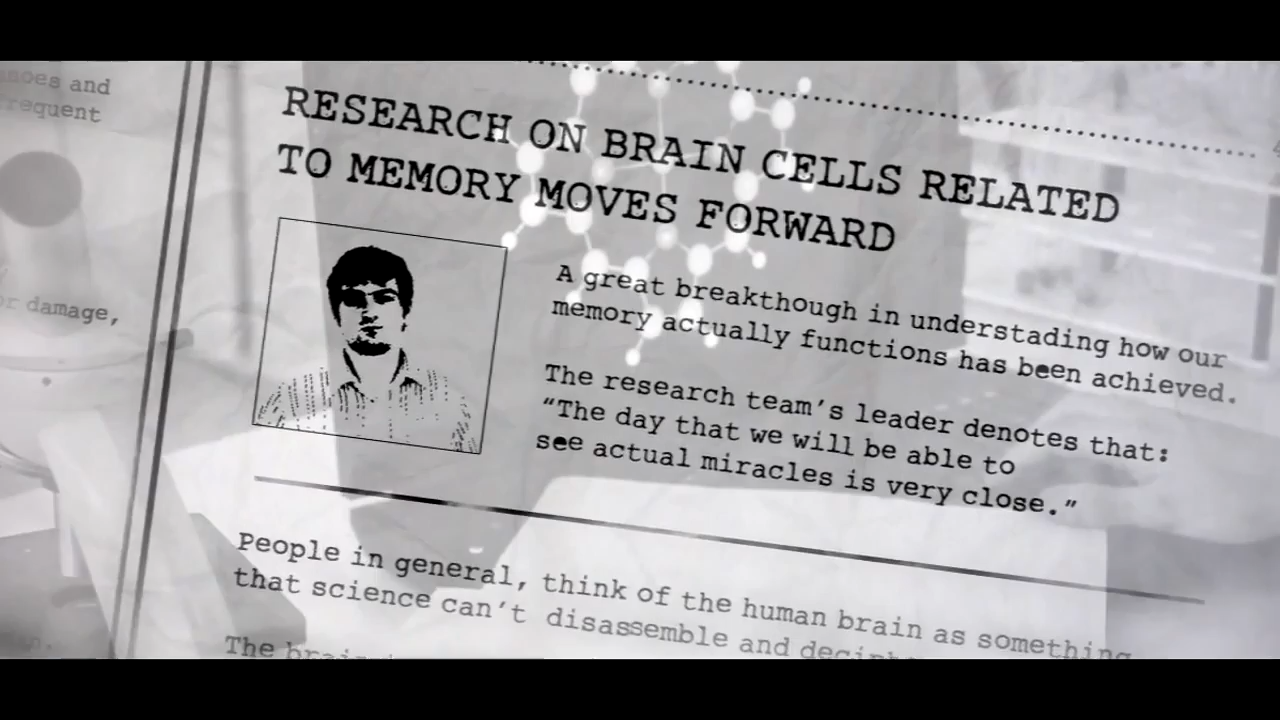 and
requent
damage,
RESEARCH ON BRAIN CELLS RELATED
TO MEMORY MOVES FORWARD
A great breakthough in understading how our
memory actually functions has been achieved.
The research team's leader denotes that:
“The day that we will be able to
see actual miracles is very close.”
People in general, think of the human brain as something
that science can't disassemble and
The